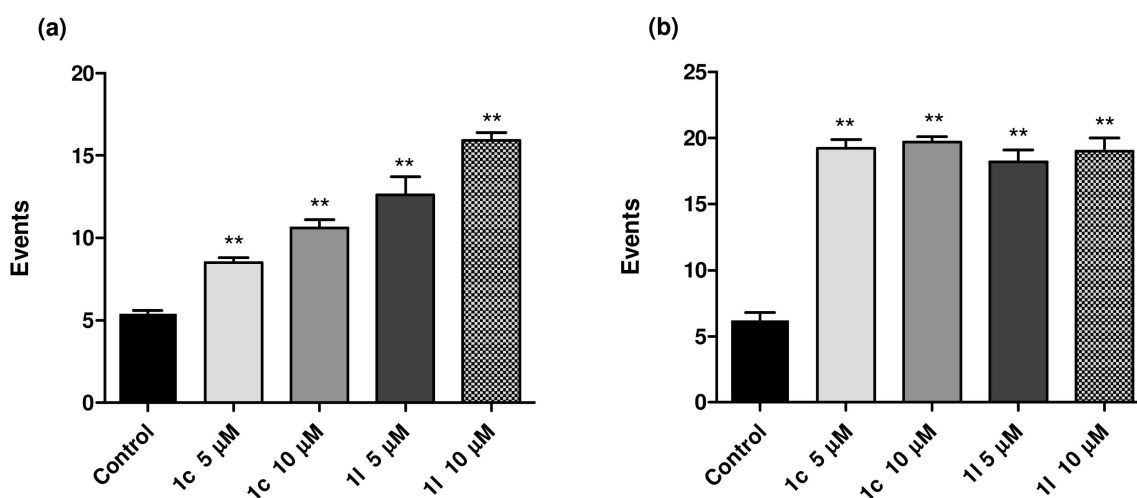 (a)
20
15
10
5
0
Events
**
**
**
**
Control
1c 5 µM
1c 10 µM
1l 5 µM
1l 10 µM
(b)
25
20
15
10
5
0
Events
**
**
**
**
Control
1c 5 µM
1c 10 µM
1l 5 µM
1l 10 µM